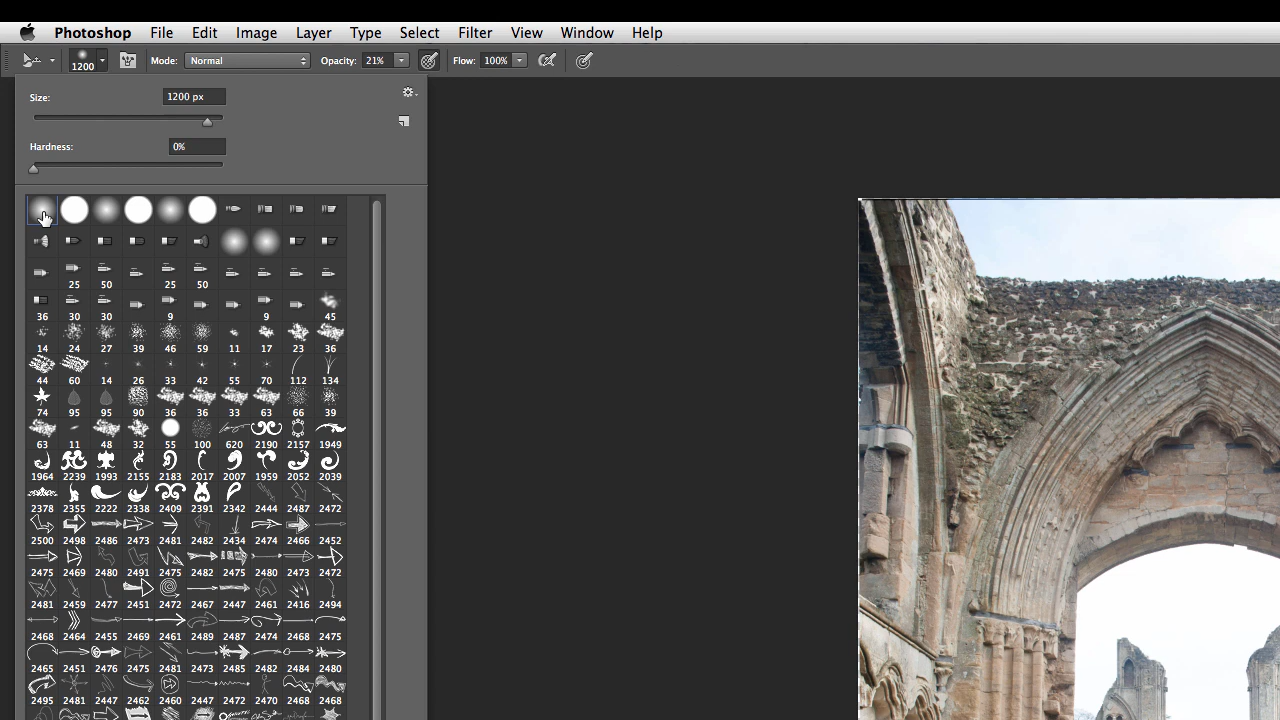 Photoshop File Edit Image Layer Type Select Filter View Window Help
1200 Mode: Normal Opacity: 21% Flow: 100%
Size: 1200 px
Hardness: 0%
25 50 25 50
36 30 30 9 9 45
14 24 27 39 46 59 11 17 23 36
44 60 14 26 33 42 55 70 112 134
74 95 95 90 36 36 33 63 66 39
63 11 48 32 55 100 620 2190 2157 1949
1964 2239 1993 2155 2183 2017 2007 1959 2052 2039
2378 2355 2222 2338 2409 2391 2342 2444 2487 2472
2500 2498 2486 2473 2481 2482 2434 2474 2466 2452
2475 2469 2480 2491 2475 2482 2475 2480 2473 2472
2481 2459 2477 2451 2472 2467 2447 2461 2416 2494
2468 2464 2455 2469 2461 2489 2487 2474 2468 2475
2465 2451 2476 2475 2481 2473 2485 2482 2484 2480
2495 2481 2447 2462 2460 2447 2472 2470 2468 2468